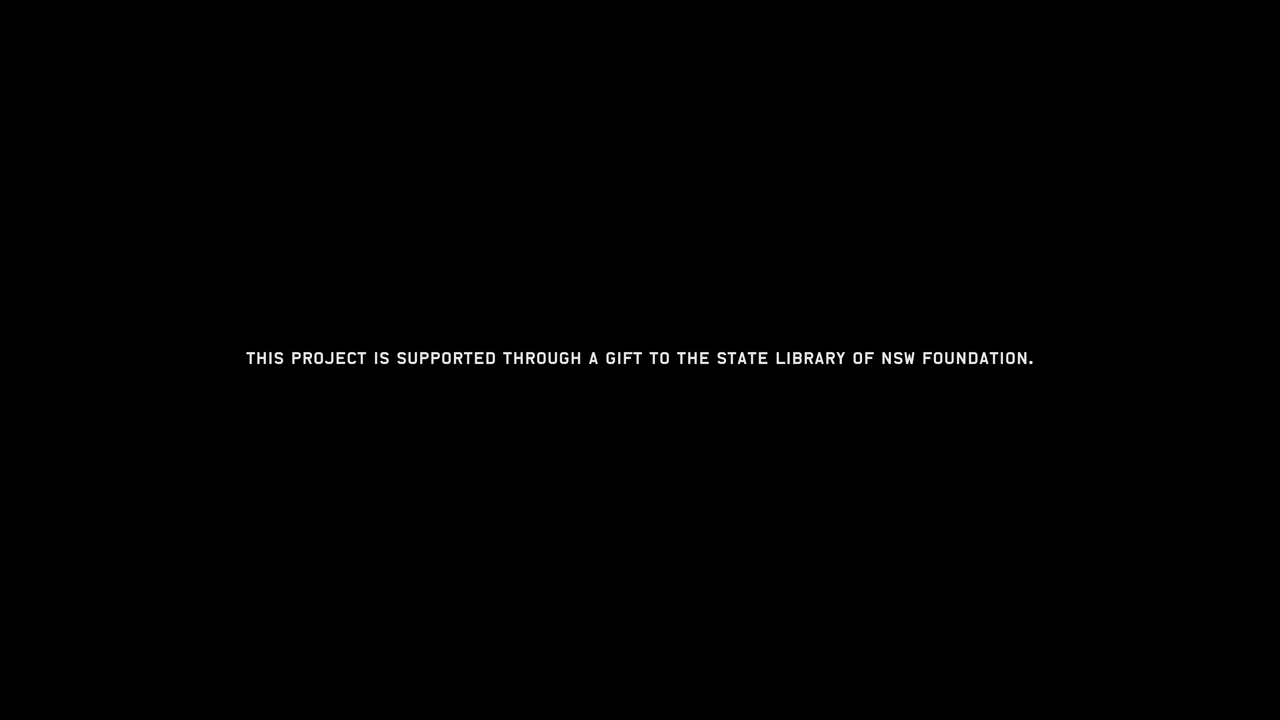 THIS PROJECT IS SUPPORTED THROUGH A GIFT TO THE STATE LIBRARY OF NSW FOUNDATION.